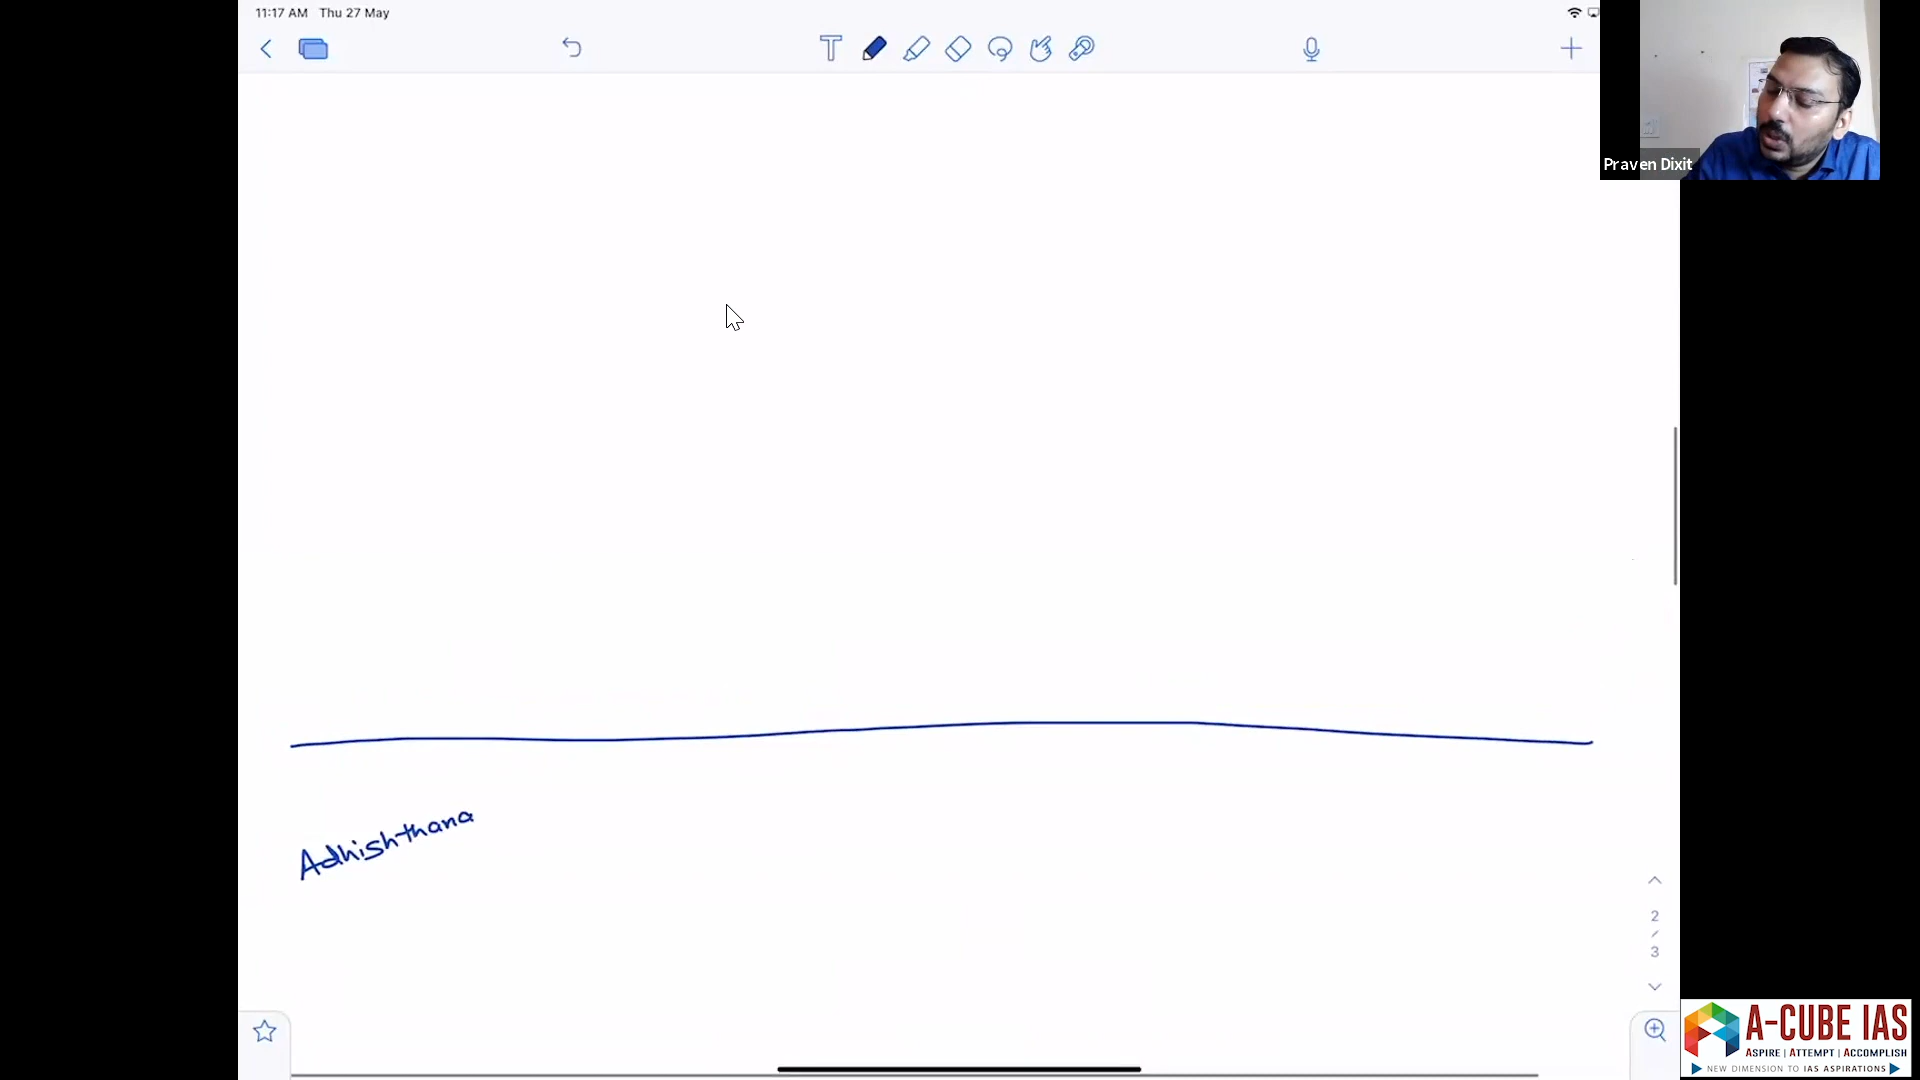 11:17 AM Thu 27 May
T
Praven Dixit
Adhishthana
2
3
A-CUBE IAS
ASPIRE | ATTEMPT | ACCOMPLISH
NEW DIMENSION TO IAS ASPIRATIONS